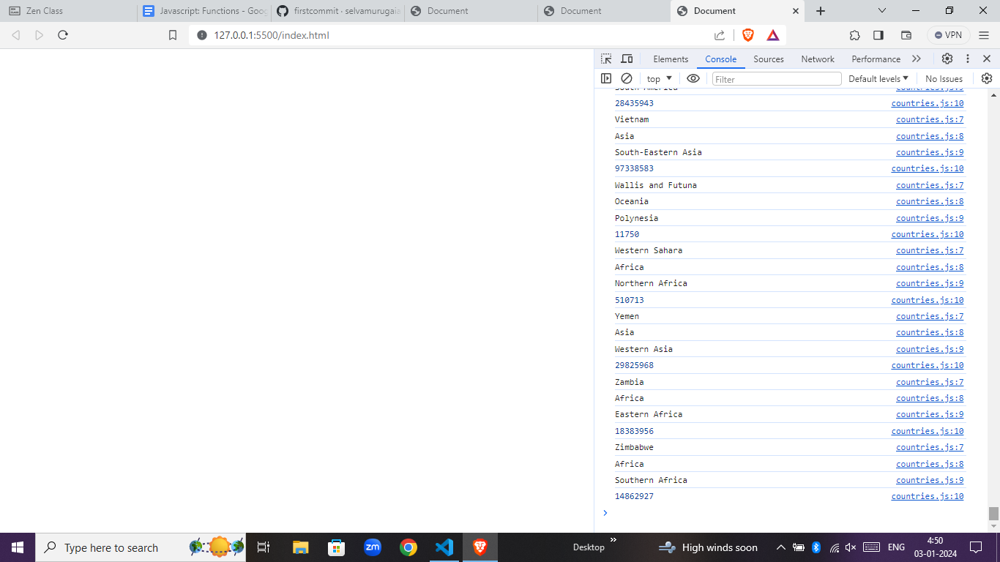 Zen Class
Javascript: Functions - Goog
firstcommit · selvamurugaia
Document
Document
Document
127.0.0.1:5500/index.html
VPN
Elements
Console
Sources
Network
Performance
top
Filter
Default levels
No Issues
South America countries.js:9
28435943 countries.js:10
Vietnam countries.js:7
Asia countries.js:8
South-Eastern Asia countries.js:9
97338583 countries.js:10
Wallis and Futuna countries.js:7
Oceania countries.js:8
Polynesia countries.js:9
11750 countries.js:10
Western Sahara countries.js:7
Africa countries.js:8
Northern Africa countries.js:9
510713 countries.js:10
Yemen countries.js:7
Asia countries.js:8
Western Asia countries.js:9
29825968 countries.js:10
Zambia countries.js:7
Africa countries.js:8
Eastern Africa countries.js:9
18383956 countries.js:10
Zimbabwe countries.js:7
Africa countries.js:8
Southern Africa countries.js:9
14862927 countries.js:10
Type here to search
zm
Desktop
High winds soon
ENG
4:50
03-01-2024